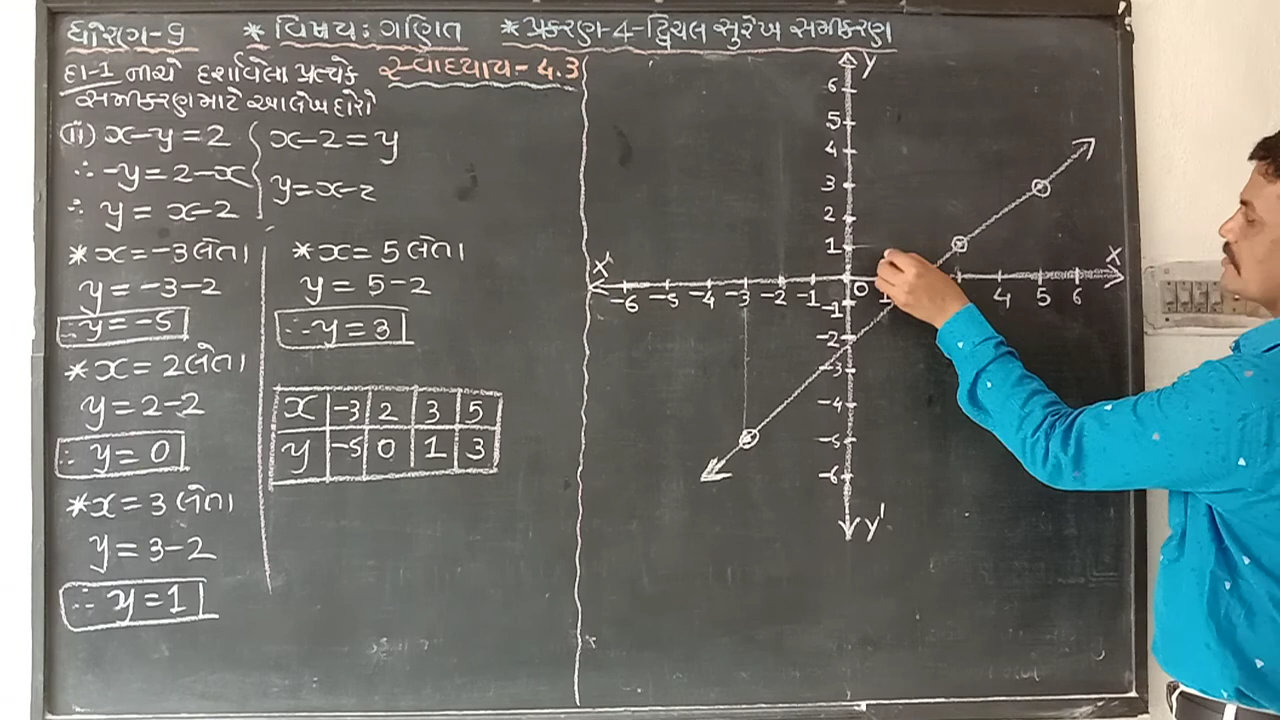 ધોરણ-9 * વિષય: ગણિત * પ્રકરણ-4-દ્વિચલ સુરેખ સમીકરણ
દા-1 નીચે દર્શાવેલા પ્રત્યેક સ્વાધ્યાય-4.3
સમીકરણ માટે આલેખ દોરો
(ii) x-y=2
∴ -y=2-x
∴ y=x-2
x-2=y
y=x-2
*x=-3 લેતા
y=-3-2
∴y=-5
*x=2 લેતા
y=2-2
∴ y=0
*x=3 લેતા
y=3-2
∴ y=1
*x=5 લેતા
y=5-2
∴y=3
x -3 2 3 5
y -5 0 1 3
Y
6
5
4
3
2
1
X' -6 -5 -4 -3 -2 -1 0 1 4 5 6 X
-1
-2
-3
-4
-5
-6
Y'